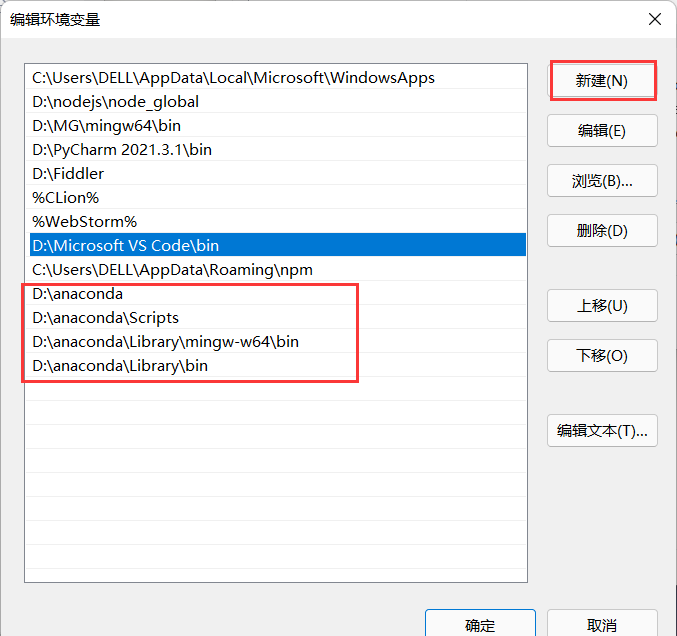 编辑环境变量
C:\Users\DELL\AppData\Local\Microsoft\WindowsApps
D:\nodejs\node_global
D:\MG\mingw64\bin
D:\PyCharm 2021.3.1\bin
D:\Fiddler
%CLion%
%WebStorm%
D:\Microsoft VS Code\bin
C:\Users\DELL\AppData\Roaming\npm
D:\anaconda
D:\anaconda\Scripts
D:\anaconda\Library\mingw-w64\bin
D:\anaconda\Library\bin
新建(N)
编辑(E)
浏览(B)...
删除(D)
上移(U)
下移(O)
编辑文本(T)...
确定
取消